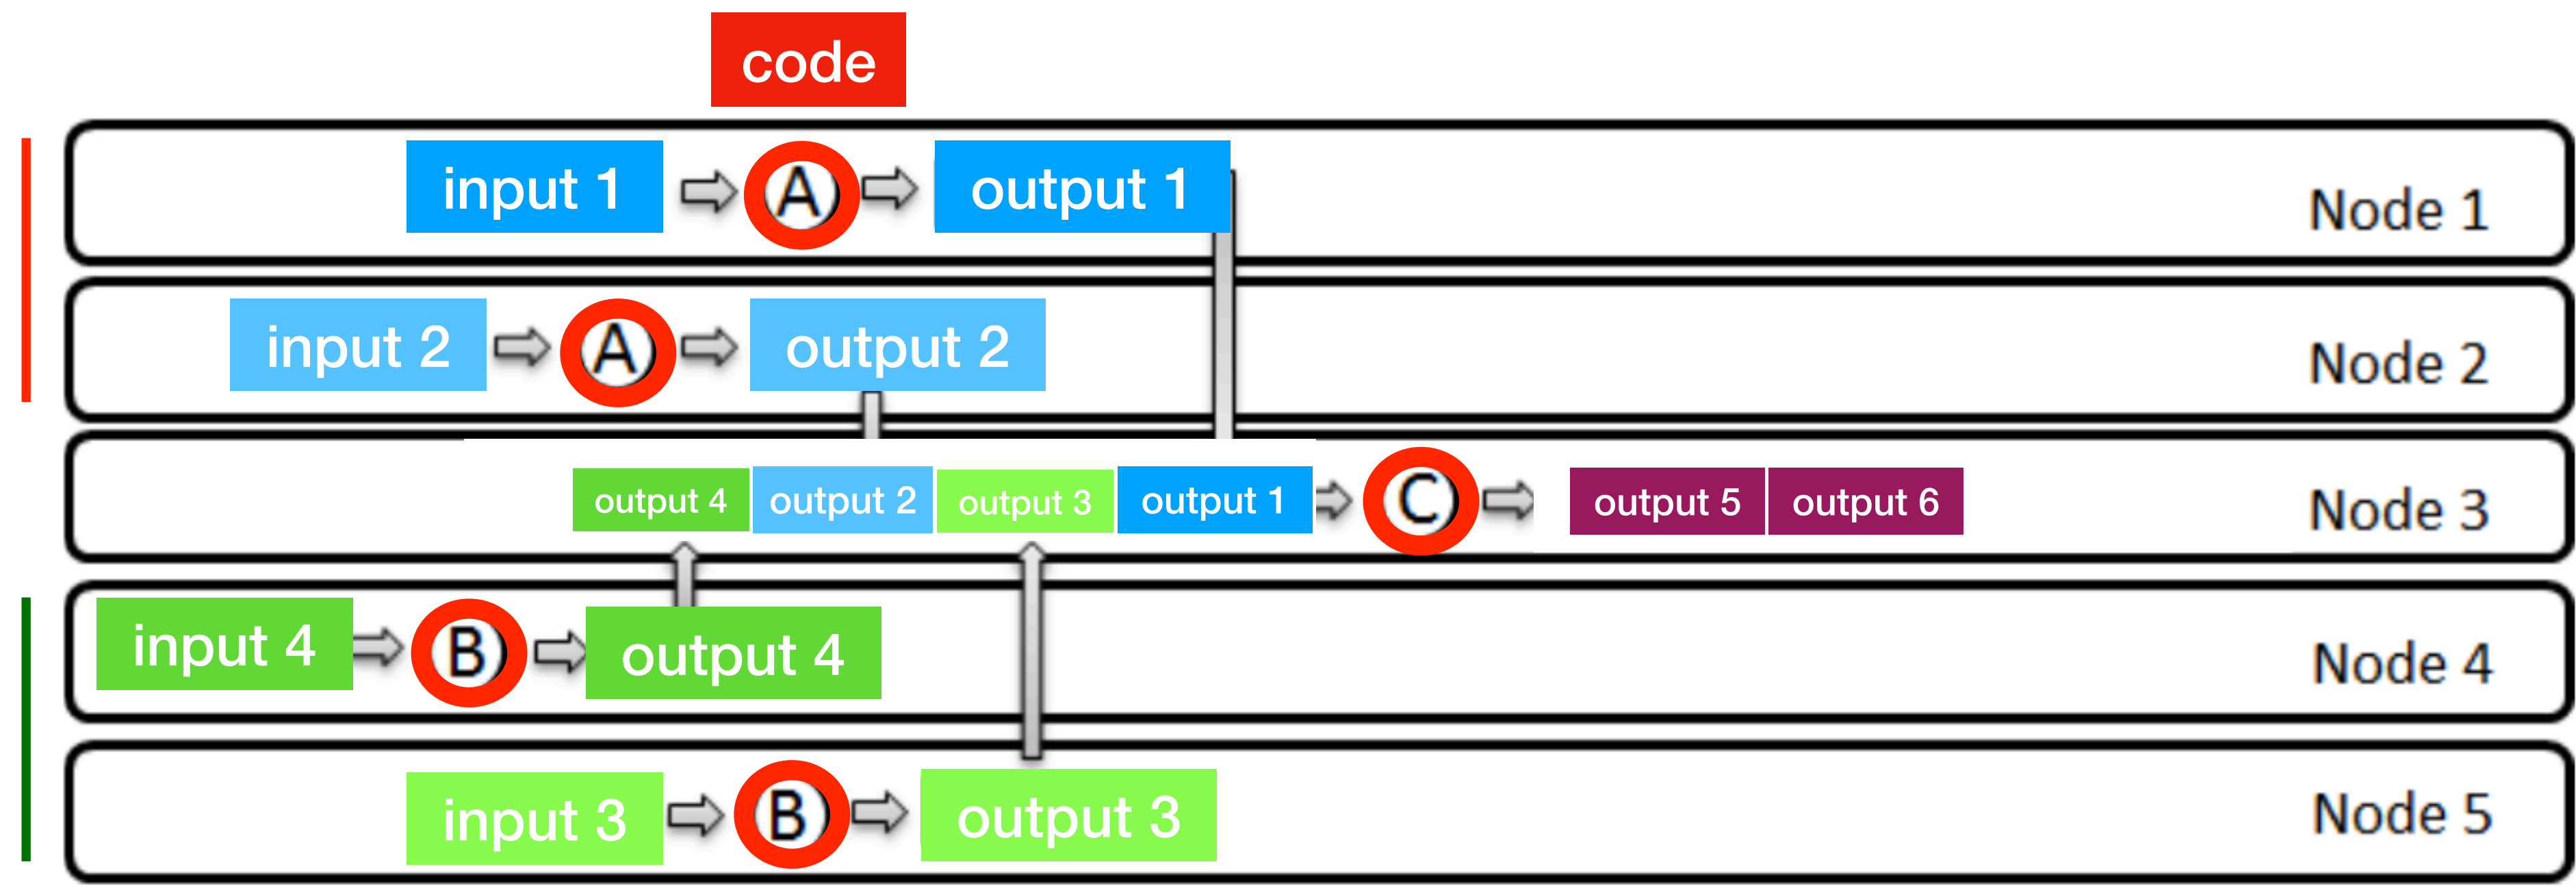 code
input 1 A output 1 Node 1
input 2 A output 2 Node 2
output 4 output 2 output 3 output 1 C output 5 output 6 Node 3
input 4 B output 4 Node 4
input 3 B output 3 Node 5